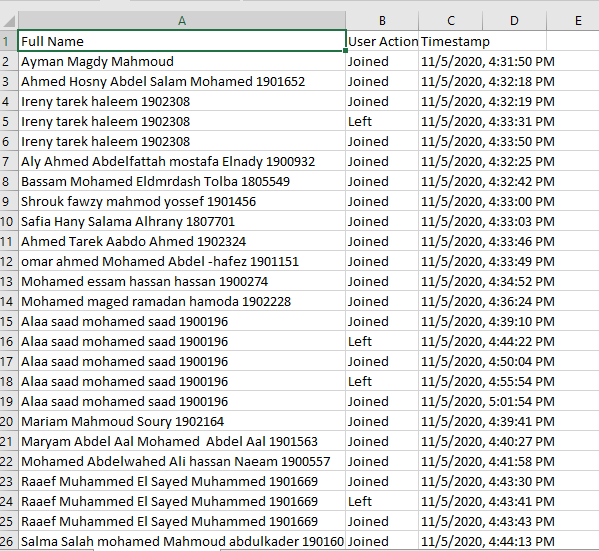 A B C D E
1 Full Name User Action Timestamp
2 Ayman Magdy Mahmoud Joined 11/5/2020, 4:31:50 PM
3 Ahmed Hosny Abdel Salam Mohamed 1901652 Joined 11/5/2020, 4:32:18 PM
4 Ireny tarek haleem 1902308 Joined 11/5/2020, 4:32:19 PM
5 Ireny tarek haleem 1902308 Left 11/5/2020, 4:33:31 PM
6 Ireny tarek haleem 1902308 Joined 11/5/2020, 4:33:50 PM
7 Aly Ahmed Abdelfattah mostafa Elnady 1900932 Joined 11/5/2020, 4:32:25 PM
8 Bassam Mohamed Eldmrdash Tolba 1805549 Joined 11/5/2020, 4:32:42 PM
9 Shrouk fawzy mahmod yossef 1901456 Joined 11/5/2020, 4:33:00 PM
10 Safia Hany Salama Alhrany 1807701 Joined 11/5/2020, 4:33:03 PM
11 Ahmed Tarek Aabdo Ahmed 1902324 Joined 11/5/2020, 4:33:46 PM
12 omar ahmed Mohamed Abdel -hafez 1901151 Joined 11/5/2020, 4:33:49 PM
13 Mohamed essam hassan hassan 1900274 Joined 11/5/2020, 4:34:52 PM
14 Mohamed maged ramadan hamoda 1902228 Joined 11/5/2020, 4:36:24 PM
15 Alaa saad mohamed saad 1900196 Joined 11/5/2020, 4:39:10 PM
16 Alaa saad mohamed saad 1900196 Left 11/5/2020, 4:44:22 PM
17 Alaa saad mohamed saad 1900196 Joined 11/5/2020, 4:50:04 PM
18 Alaa saad mohamed saad 1900196 Left 11/5/2020, 4:55:54 PM
19 Alaa saad mohamed saad 1900196 Joined 11/5/2020, 5:01:54 PM
20 Mariam Mahmoud Soury 1902164 Joined 11/5/2020, 4:39:41 PM
21 Maryam Abdel Aal Mohamed  Abdel Aal 1901563 Joined 11/5/2020, 4:40:27 PM
22 Mohamed Abdelwahed Ali hassan Naeam 1900557 Joined 11/5/2020, 4:41:58 PM
23 Raaef Muhammed El Sayed Muhammed 1901669 Joined 11/5/2020, 4:43:30 PM
24 Raaef Muhammed El Sayed Muhammed 1901669 Left 11/5/2020, 4:43:41 PM
25 Raaef Muhammed El Sayed Muhammed 1901669 Joined 11/5/2020, 4:43:43 PM
26 Salma Salah mohamed Mahmoud abdulkader 190160 Joined 11/5/2020, 4:44:13 PM